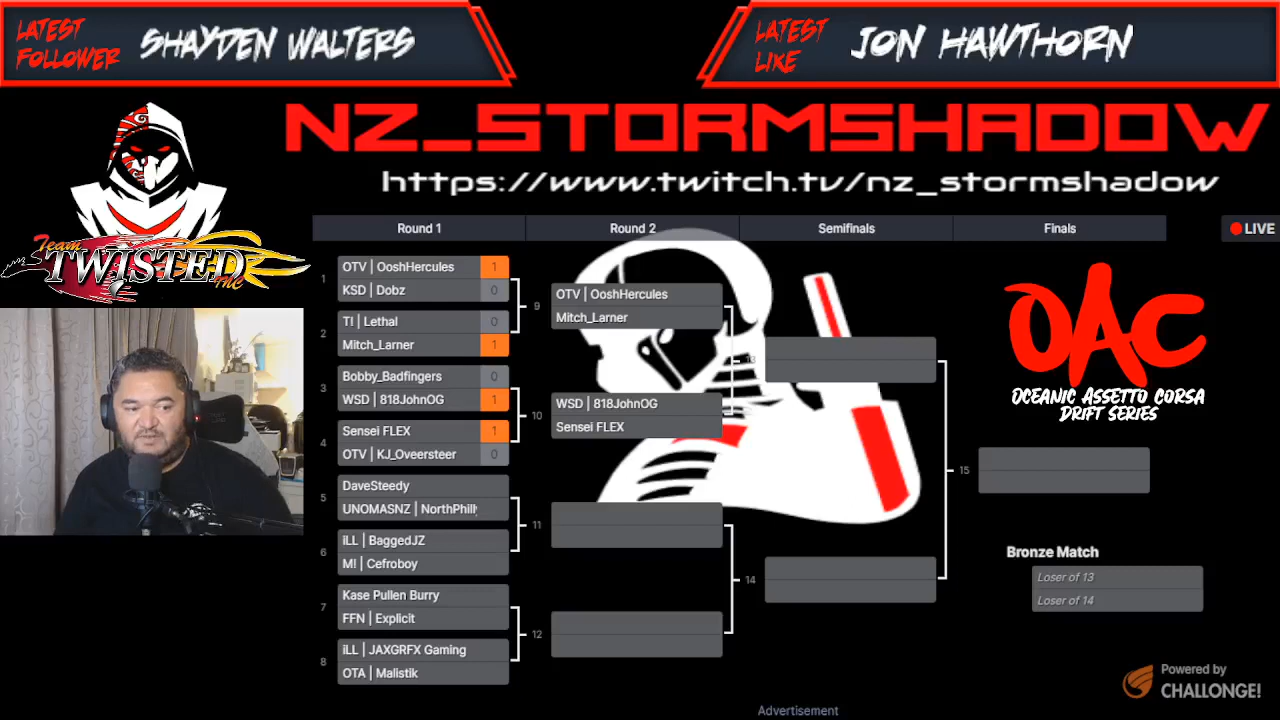 LATEST FOLLOWER
SHAYDEN WALTERS
LATEST LIKE
JON HAWTHORN
NZ_STORMSHADOW
https://www.twitch.tv/nz_stormshadow
Team TWISTED INC
Round 1
Round 2
Semifinals
Finals
LIVE
1
OTV | OoshHercules 1
KSD | Dobz 0
2
T! | Lethal 0
Mitch_Larner 1
3
Bobby_Badfingers 0
WSD | 818JohnOG 1
4
Sensei FLEX 1
OTV | KJ_Oveersteer 0
5
DaveSteedy
UNOMASNZ | NorthPhilly
6
iLL | BaggedJZ
M! | Cefroboy
7
Kase Pullen Burry
FFN | Explicit
8
iLL | JAXGRFX Gaming
OTA | Malistik
9
OTV | OoshHercules
Mitch_Larner
10
WSD | 818JohnOG
Sensei FLEX
11
12
13
14
15
OAC
OCEANIC ASSETTO CORSA
DRIFT SERIES
Bronze Match
Loser of 13
Loser of 14
Powered by
CHALLONGE!
Advertisement